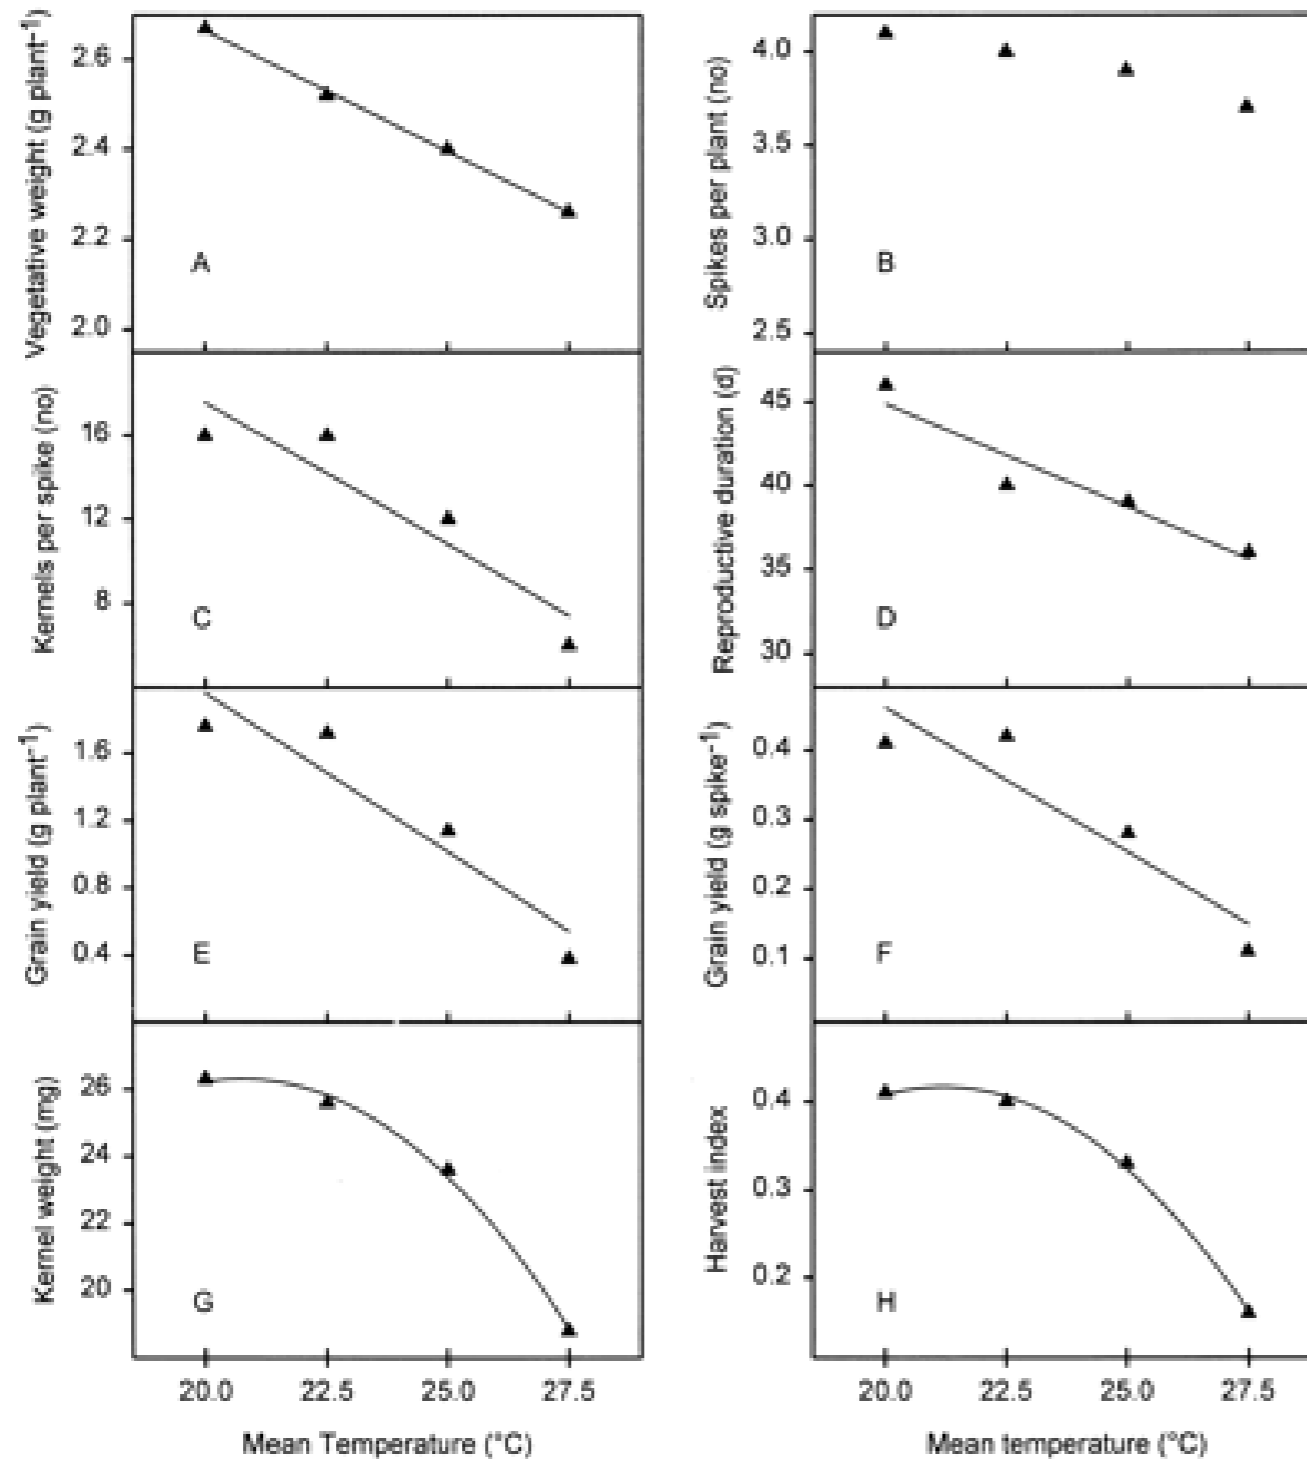 Vegetative weight (g plant⁻¹)
2.6
2.4
2.2
2.0
A
Spikes per plant (no)
4.0
3.5
3.0
2.5
B
Kernels per spike (no)
16
12
8
C
Reproductive duration (d)
45
40
35
30
D
Grain yield (g plant⁻¹)
1.6
1.2
0.8
0.4
E
Grain yield (g spike⁻¹)
0.4
0.3
0.2
0.1
F
Kernel weight (mg)
26
24
22
20
G
Harvest index
0.4
0.3
0.2
H
20.0 22.5 25.0 27.5
Mean Temperature (°C)
20.0 22.5 25.0 27.5
Mean temperature (°C)